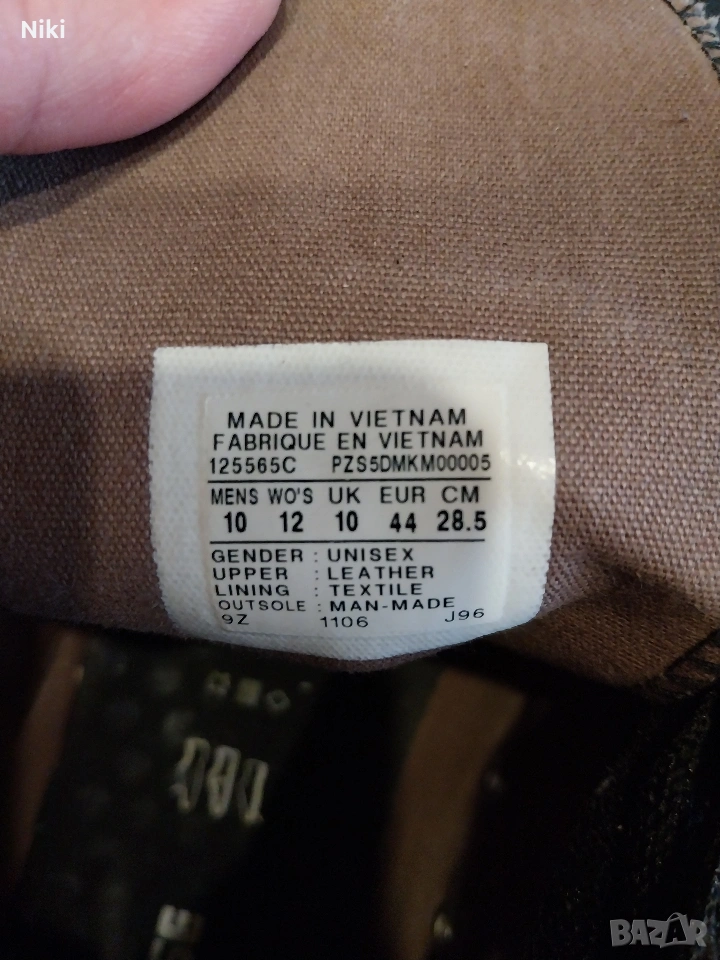 Niki
MADE IN VIETNAM
FABRIQUE EN VIETNAM
125565C PZS5DMKM00005
MENS WO'S UK EUR CM
10 12 10 44 28.5
GENDER : UNISEX
UPPER : LEATHER
LINING : TEXTILE
OUTSOLE : MAN-MADE
9Z 1106 J96
BAZAR